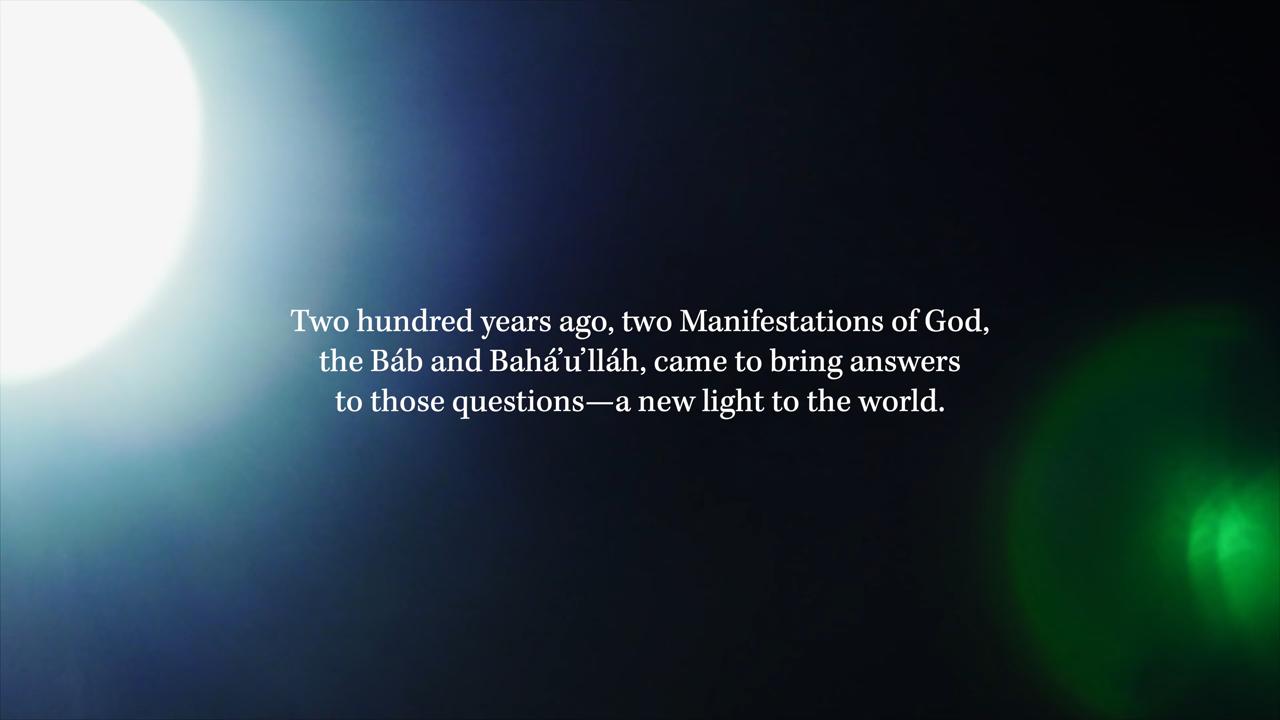 Two hundred years ago, two Manifestations of God,
the Báb and Bahá’u’lláh, came to bring answers
to those questions—a new light to the world.